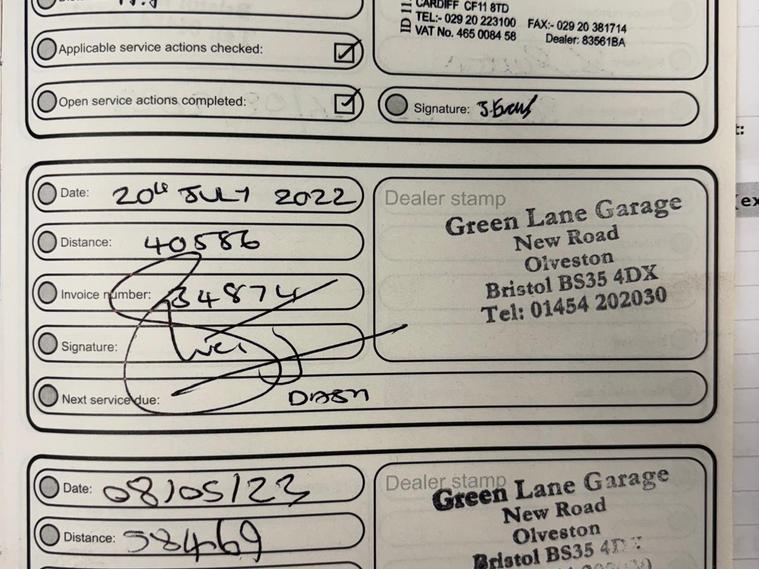 CARDIFF CF11 8TD
TEL:- 029 20 223100 FAX:- 029 20 381714
VAT No. 465 0084 58 Dealer: 83561BA
Applicable service actions checked:
Open service actions completed:
Signature:
Date: 20th JULY 2022
Distance: 40586
Invoice number: 34874
Signature:
Next service due: DASH
Dealer stamp
Green Lane Garage
New Road
Olveston
Bristol BS35 4DX
Tel: 01454 202030
Date: 08/05/23
Distance: 58469
Dealer stamp
Green Lane Garage
New Road
Olveston
Bristol BS35